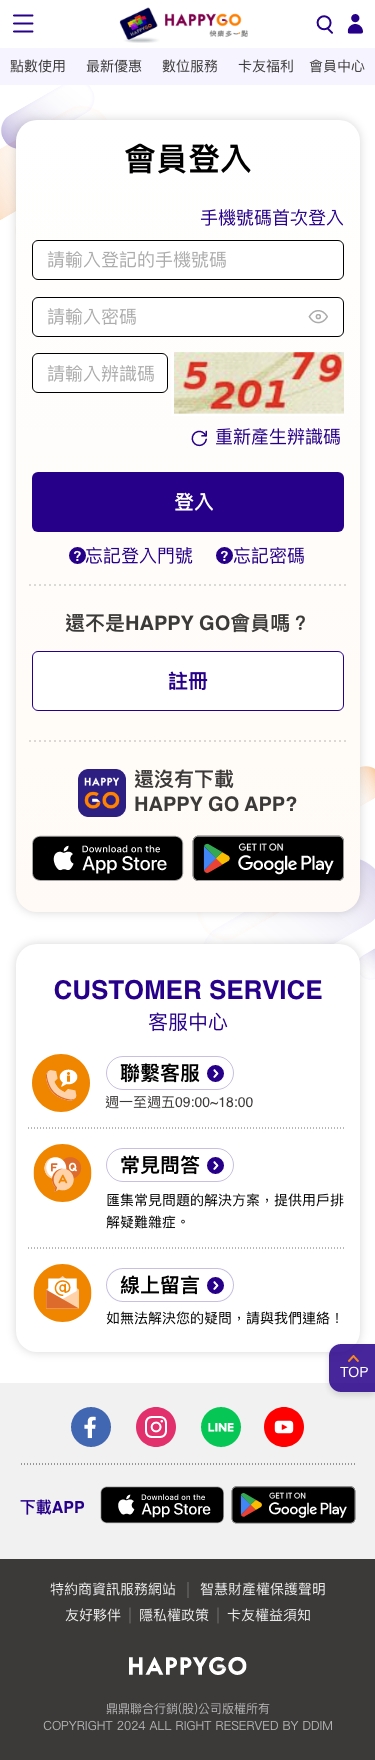 HAPPYGO
快樂多一點
點數使用 最新優惠 數位服務 卡友福利 會員中心
會員登入
手機號碼首次登入
請輸入登記的手機號碼
請輸入密碼
請輸入辨識碼
5 201 79
重新產生辨識碼
登入
?忘記登入門號 ?忘記密碼
還不是HAPPY GO會員嗎？
註冊
HAPPY
GO
還沒有下載
HAPPY GO APP?
Download on the
App Store
GET IT ON
Google Play
CUSTOMER SERVICE
客服中心
聯繫客服
週一至週五09:00~18:00
F Q A
常見問答
匯集常見問題的解決方案，提供用戶排
解疑難雜症。
@
線上留言
如無法解決您的疑問，請與我們連絡！
TOP
f
LINE
下載APP
Download on the
App Store
GET IT ON
Google Play
特約商資訊服務網站 ｜ 智慧財產權保護聲明
友好夥伴｜隱私權政策｜卡友權益須知
HAPPYGO
鼎鼎聯合行銷(股)公司版權所有
COPYRIGHT 2024 ALL RIGHT RESERVED BY DDIM